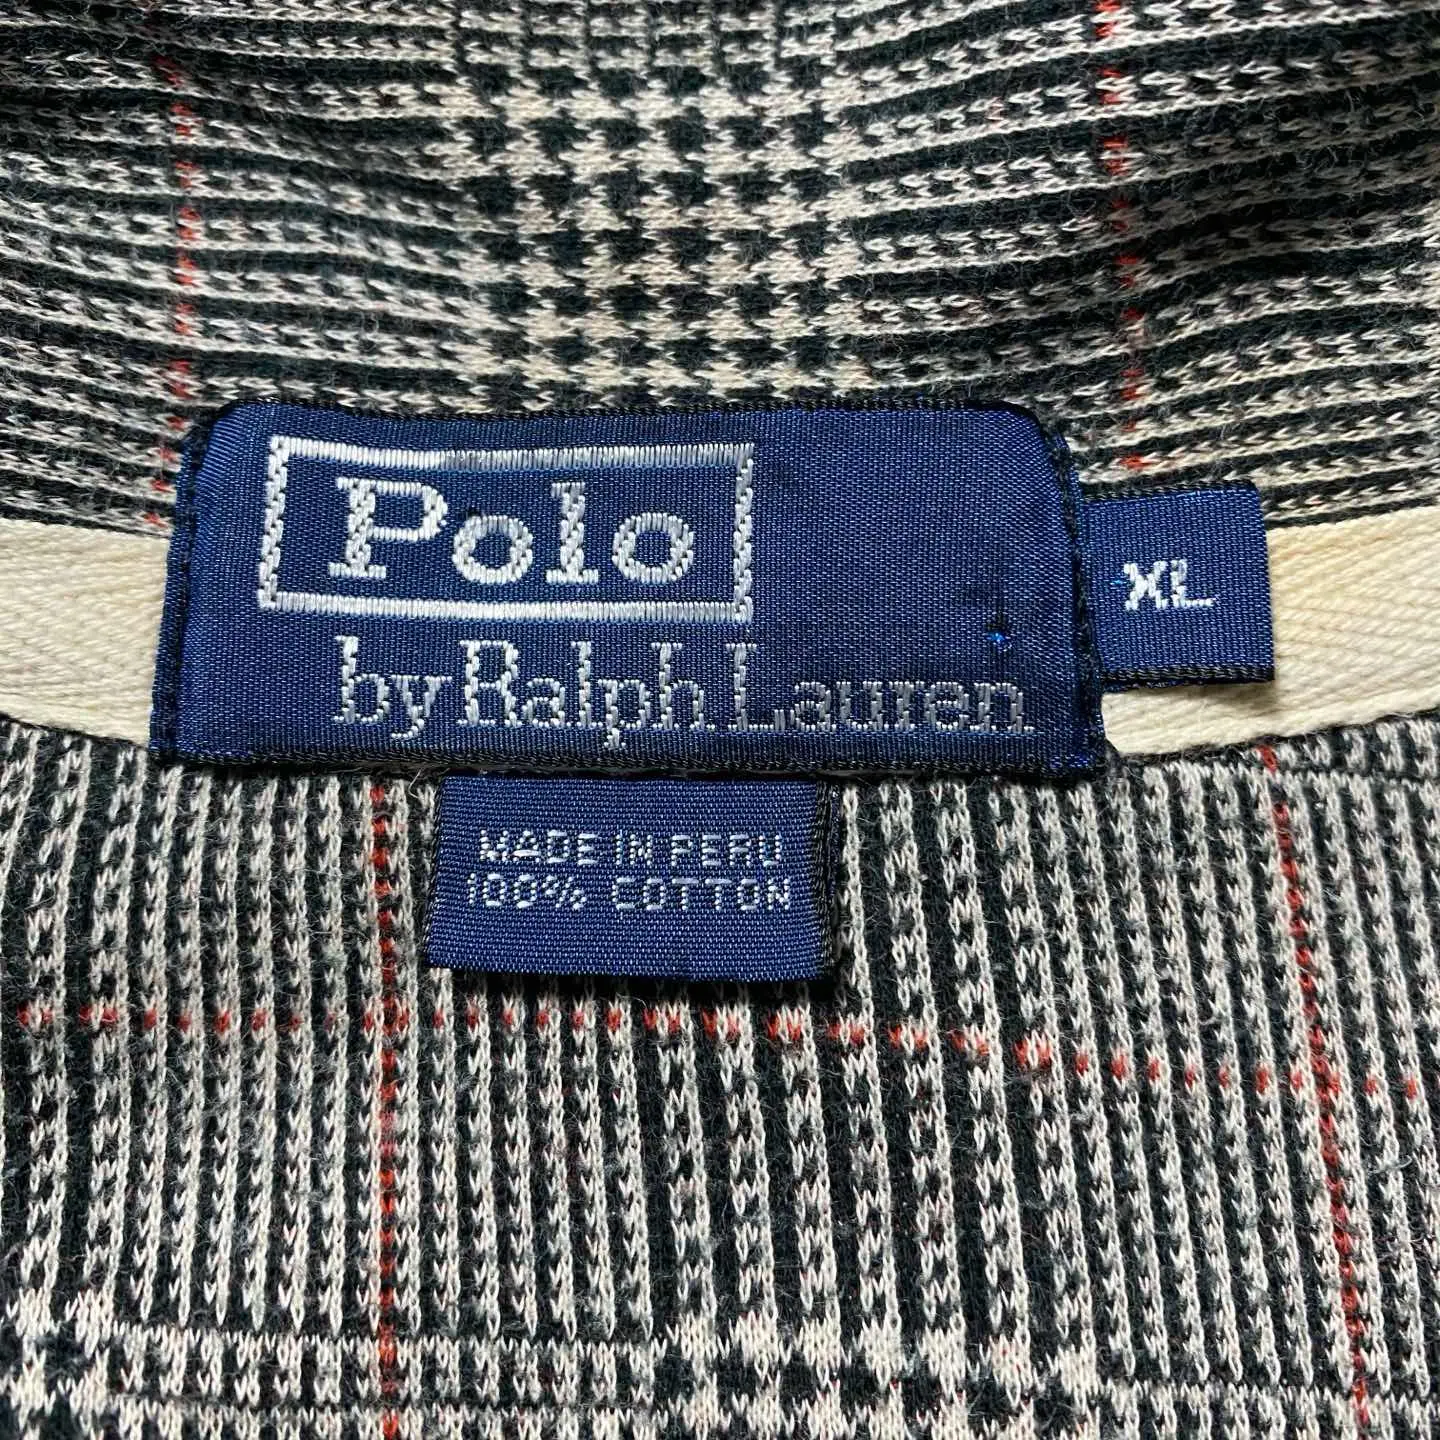 Polo
by Ralph Lauren
XL
MADE IN PERU
100% COTTON